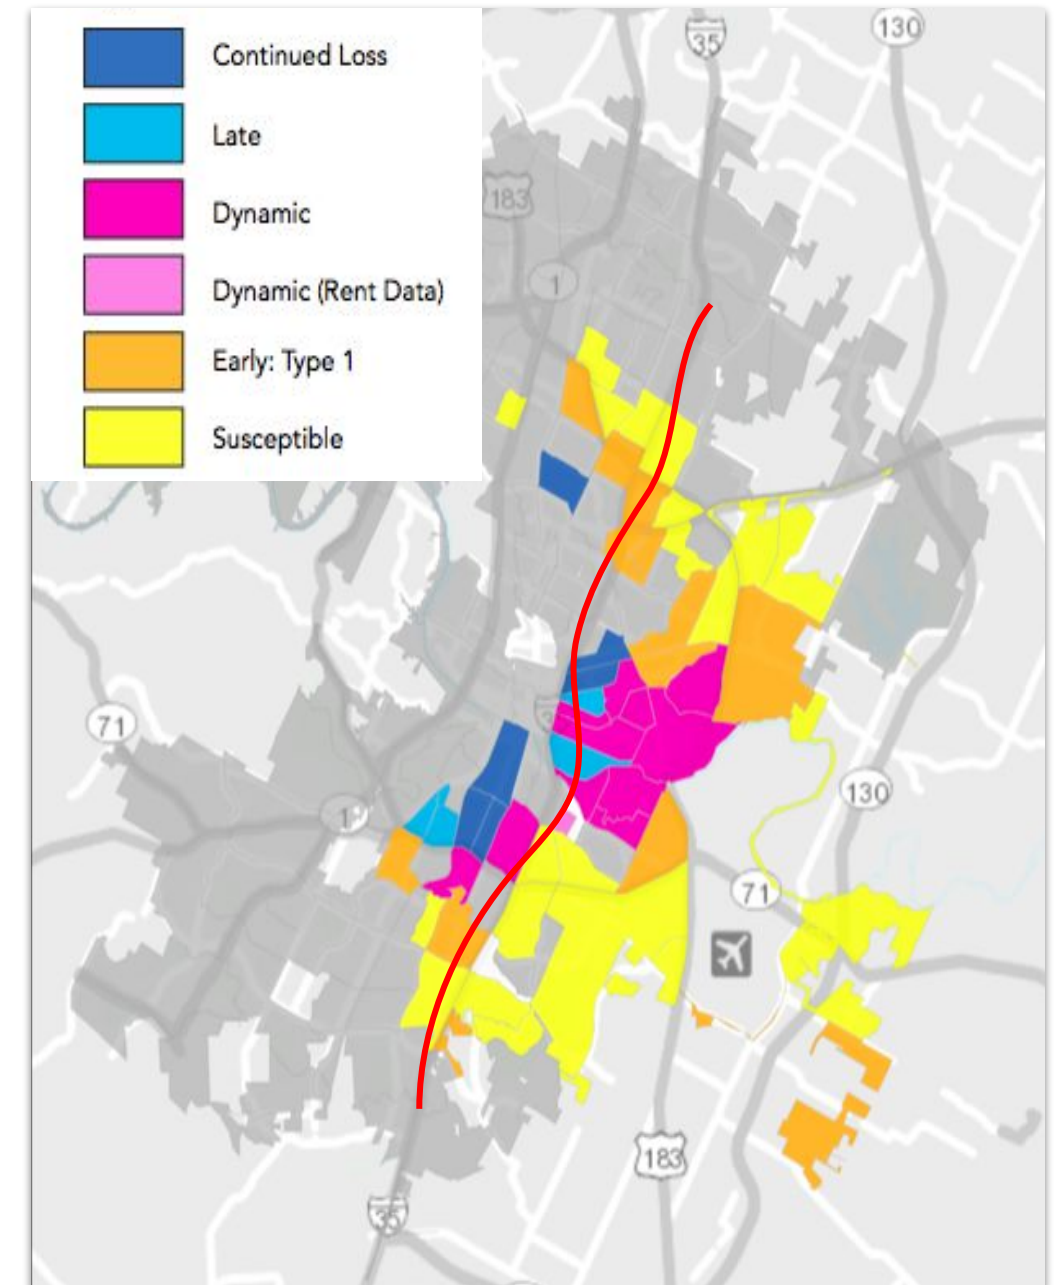 Continued Loss
Late
Dynamic
Dynamic (Rent Data)
Early: Type 1
Susceptible
35
130
183
1
71
1
130
71
183
35